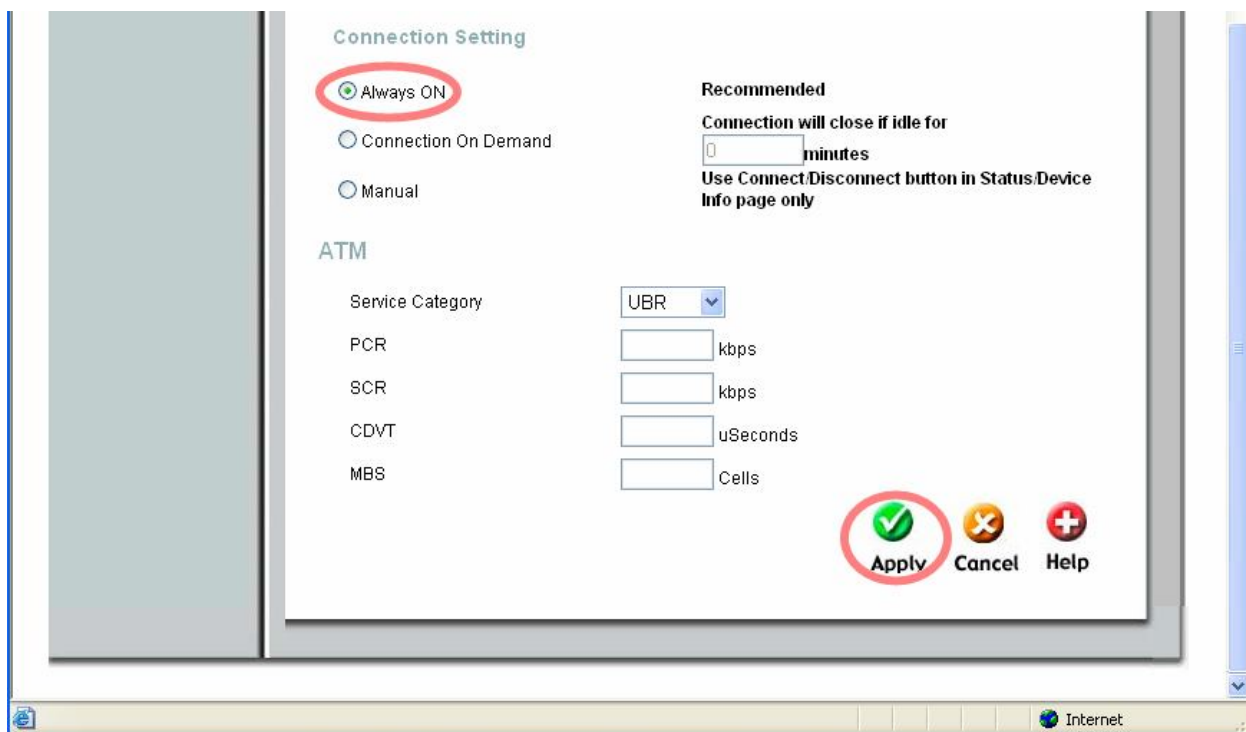 Connection Setting
Always ON
Recommended
Connection On Demand
Connection will close if idle for
0 minutes
Manual
Use Connect/Disconnect button in Status/Device
Info page only
ATM
Service Category UBR
PCR kbps
SCR kbps
CDVT uSeconds
MBS Cells
Apply Cancel Help
Internet